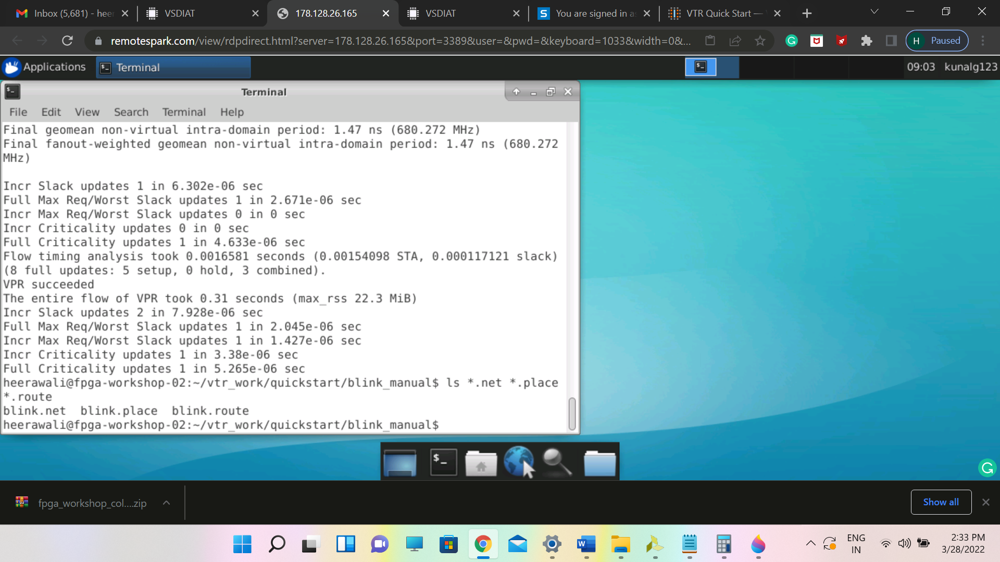 Inbox (5,681) - heer
VSDIAT
178.128.26.165
VSDIAT
You are signed in as
VTR Quick Start —
remotespark.com/view/rdpdirect.html?server=178.128.26.165&port=3389&user=&pwd=&keyboard=1033&width=0&...
H Paused
Applications
Terminal
09:03 kunalg123
Terminal
File Edit View Search Terminal Help
Final geomean non-virtual intra-domain period: 1.47 ns (680.272 MHz)
Final fanout-weighted geomean non-virtual intra-domain period: 1.47 ns (680.272
MHz)
Incr Slack updates 1 in 6.302e-06 sec
Full Max Req/Worst Slack updates 1 in 2.671e-06 sec
Incr Max Req/Worst Slack updates 0 in 0 sec
Incr Criticality updates 0 in 0 sec
Full Criticality updates 1 in 4.633e-06 sec
Flow timing analysis took 0.0016581 seconds (0.00154098 STA, 0.000117121 slack)
(8 full updates: 5 setup, 0 hold, 3 combined).
VPR succeeded
The entire flow of VPR took 0.31 seconds (max_rss 22.3 MiB)
Incr Slack updates 2 in 7.928e-06 sec
Full Max Req/Worst Slack updates 1 in 2.045e-06 sec
Incr Max Req/Worst Slack updates 1 in 1.427e-06 sec
Incr Criticality updates 1 in 3.38e-06 sec
Full Criticality updates 1 in 5.265e-06 sec
heerawali@fpga-workshop-02:~/vtr_work/quickstart/blink_manual$ ls *.net *.place
*.route
blink.net blink.place blink.route
heerawali@fpga-workshop-02:~/vtr_work/quickstart/blink_manual$
fpga_workshop_col....zip
Show all
ENG
IN
2:33 PM
3/28/2022